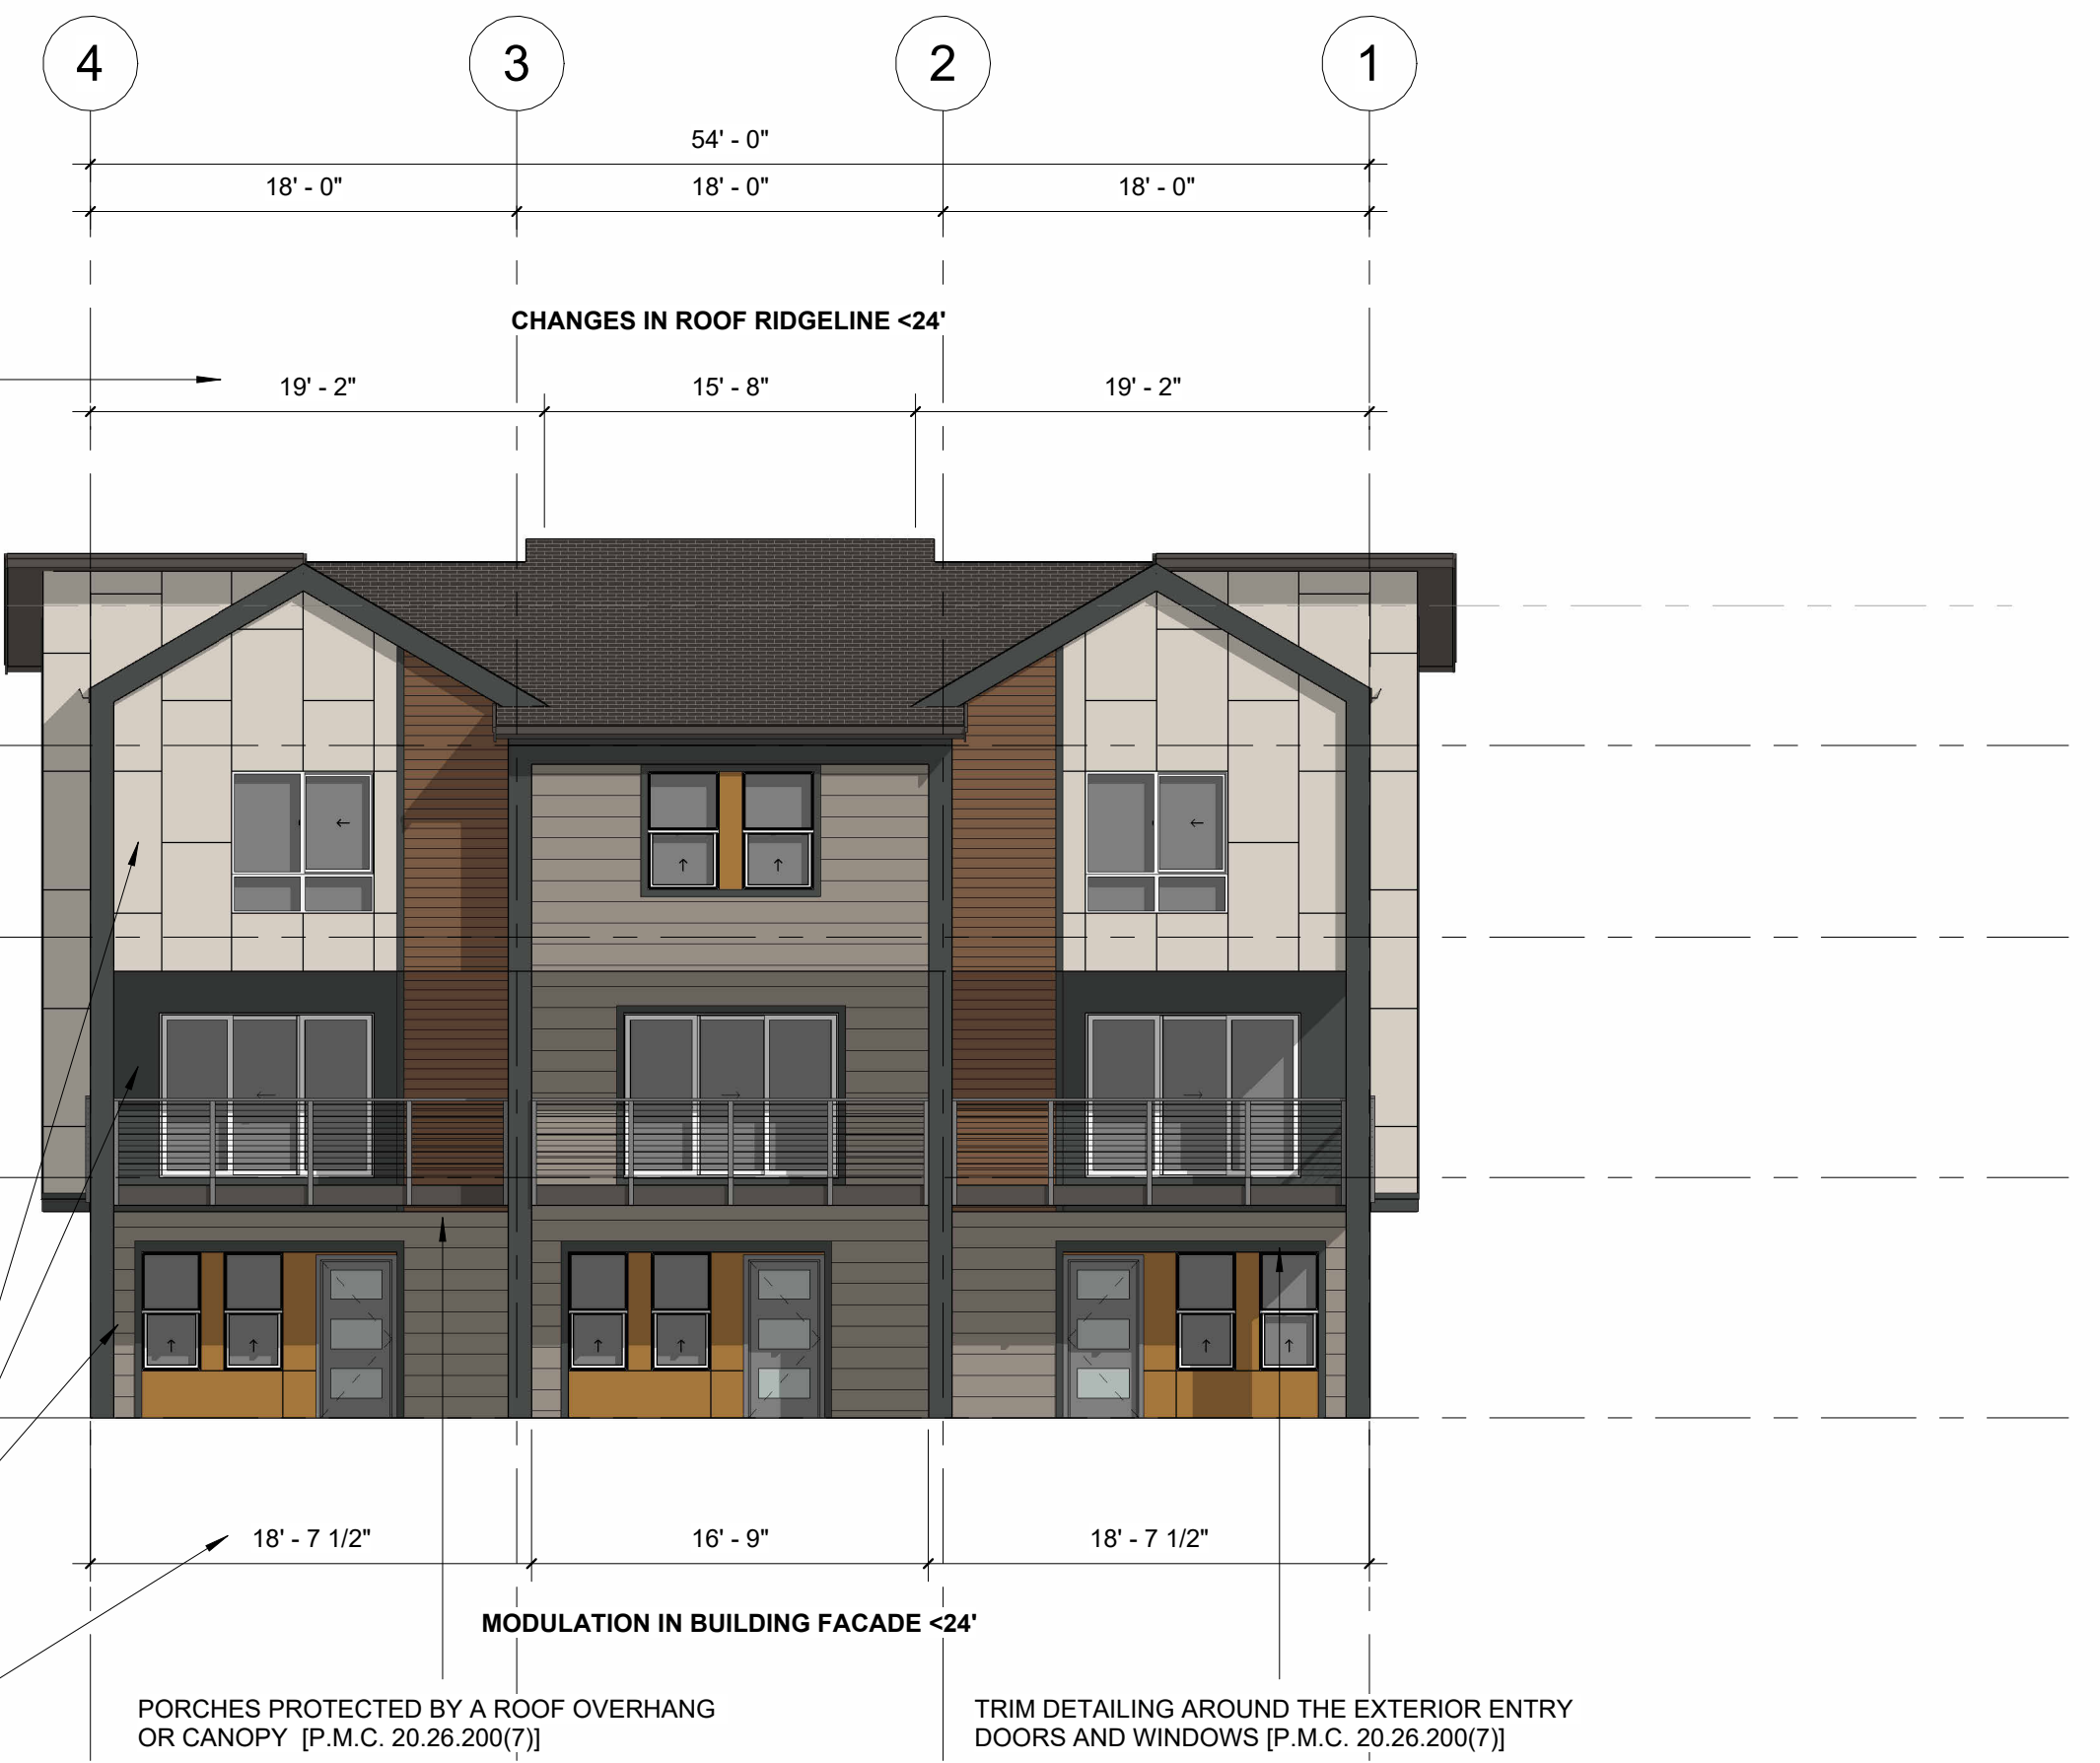 4 3 2 1
54' - 0"
18' - 0" 18' - 0" 18' - 0"
CHANGES IN ROOF RIDGELINE <24'
19' - 2" 15' - 8" 19' - 2"
18' - 7 1/2" 16' - 9" 18' - 7 1/2"
MODULATION IN BUILDING FACADE <24'
PORCHES PROTECTED BY A ROOF OVERHANG
OR CANOPY [P.M.C. 20.26.200(7)]
TRIM DETAILING AROUND THE EXTERIOR ENTRY
DOORS AND WINDOWS [P.M.C. 20.26.200(7)]